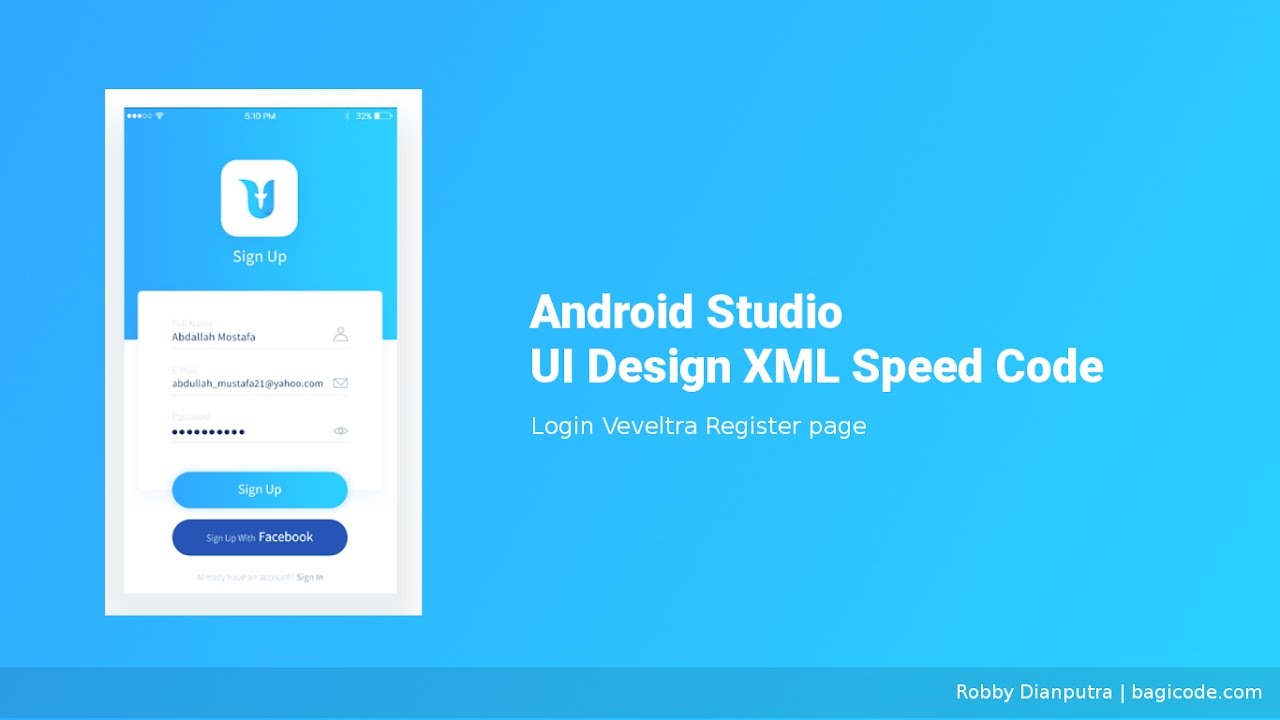 5:10 PM
32%
Sign Up
Full Name
Abdallah Mostafa
E.Mail
abdullah_mustafa21@yahoo.com
Password
Sign Up
Sign Up With Facebook
Already have an account? Sign In
Android Studio
UI Design XML Speed Code
Login Veveltra Register page
Robby Dianputra | bagicode.com